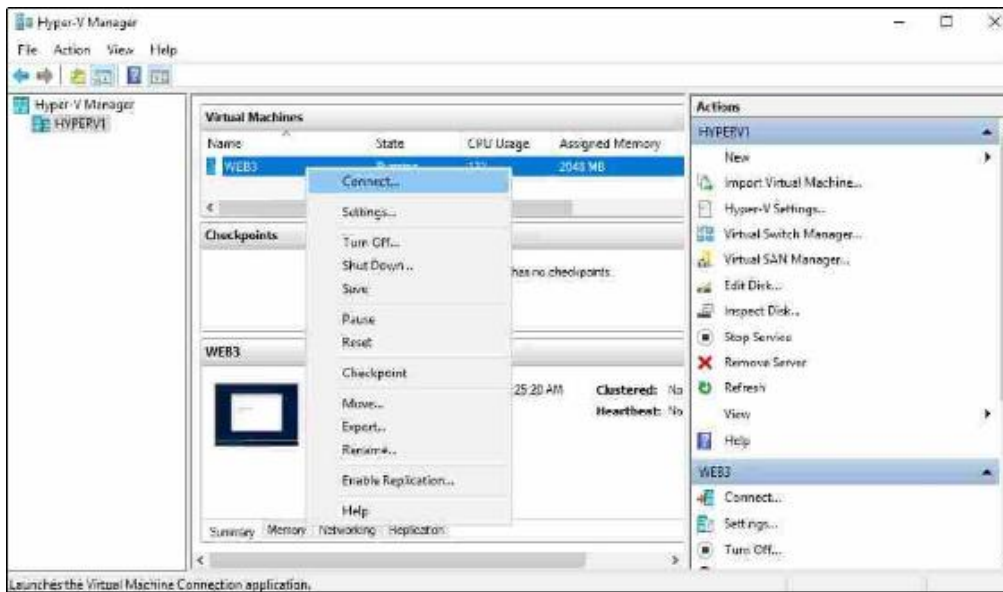 Hyper-V Manager
File Action View Help
Hyper-V Manager
HYPERV1
Virtual Machines
Name State CPU Usage Assigned Memory
WEB3 Running 2048 MB
Connect...
Settings...
Turn Off...
Shut Down...
Save
Pause
Reset
Checkpoint
Move...
Export...
Rename...
Enable Replication...
Help
Checkpoints
has no checkpoints.
WEB3
25:20 AM Clustered: No
Heartbeat: No
Summary Memory Networking Replication
Actions
HYPERV1
New
Import Virtual Machine...
Hyper-V Settings...
Virtual Switch Manager...
Virtual SAN Manager...
Edit Disk...
Inspect Disk...
Stop Service
Remove Server
Refresh
View
Help
WEB3
Connect...
Settings...
Turn Off...
Launches the Virtual Machine Connection application.